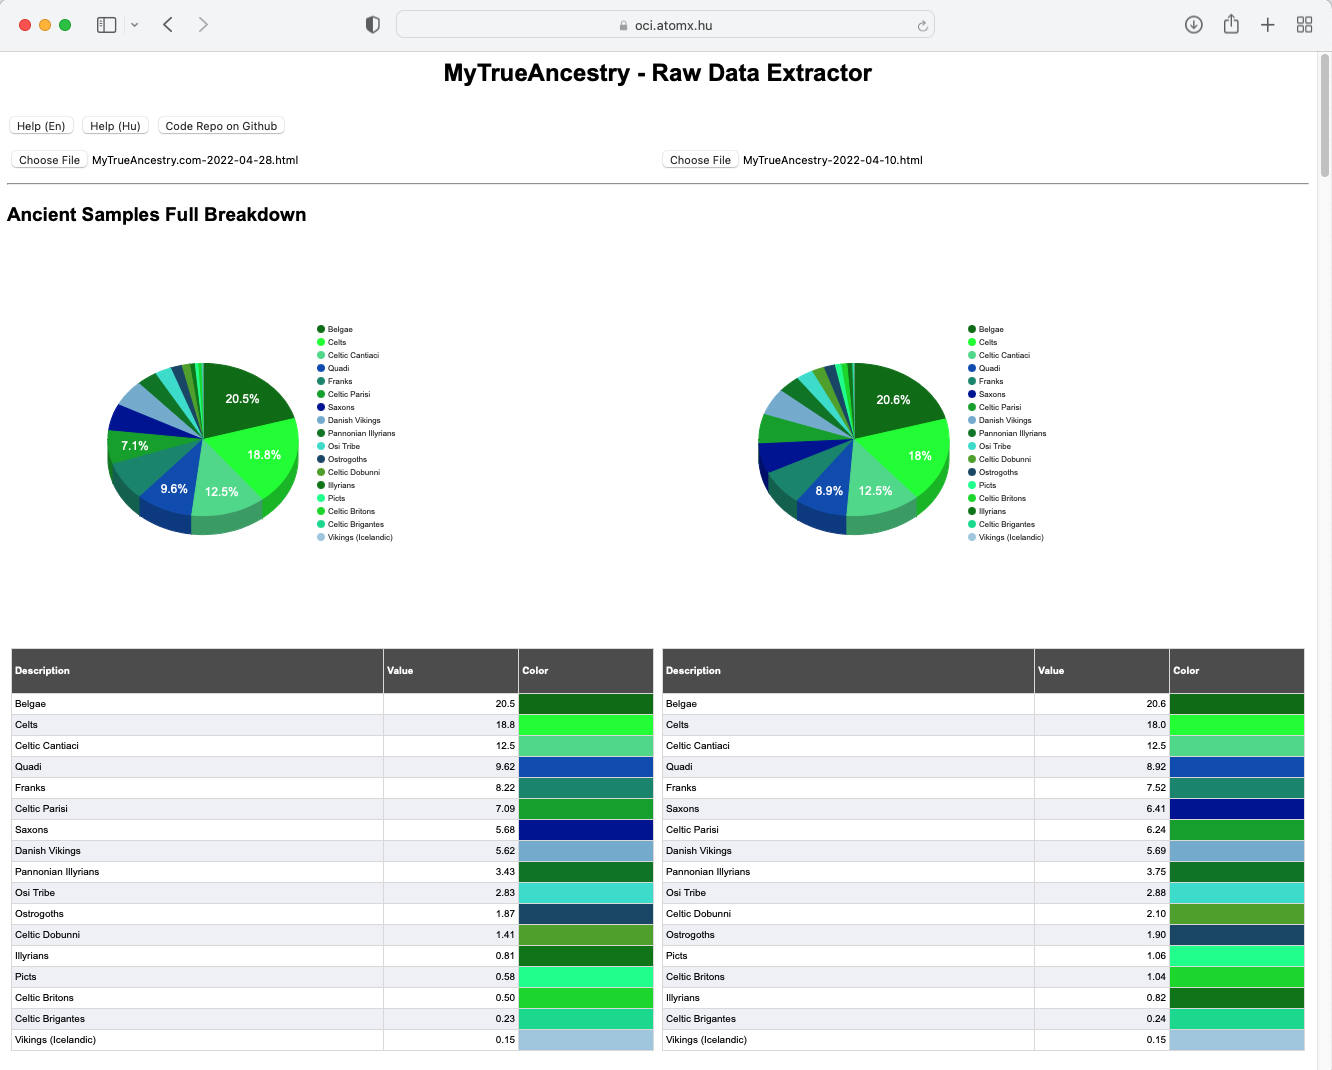 oci.atomx.hu
MyTrueAncestry - Raw Data Extractor
Help (En) Help (Hu) Code Repo on Github
Choose File MyTrueAncestry.com-2022-04-28.html
Choose File MyTrueAncestry-2022-04-10.html
Ancient Samples Full Breakdown
20.5%
18.8%
12.5%
9.6%
7.1%
Belgae
Celts
Celtic Cantiaci
Quadi
Franks
Celtic Parisi
Saxons
Danish Vikings
Pannonian Illyrians
Osi Tribe
Ostrogoths
Celtic Dobunni
Illyrians
Picts
Celtic Britons
Celtic Brigantes
Vikings (Icelandic)
20.6%
18%
12.5%
8.9%
Belgae
Celts
Celtic Cantiaci
Quadi
Franks
Saxons
Celtic Parisi
Danish Vikings
Pannonian Illyrians
Osi Tribe
Celtic Dobunni
Ostrogoths
Picts
Celtic Britons
Illyrians
Celtic Brigantes
Vikings (Icelandic)
Description Value Color
Belgae 20.5
Celts 18.8
Celtic Cantiaci 12.5
Quadi 9.62
Franks 8.22
Celtic Parisi 7.09
Saxons 5.68
Danish Vikings 5.62
Pannonian Illyrians 3.43
Osi Tribe 2.83
Ostrogoths 1.87
Celtic Dobunni 1.41
Illyrians 0.81
Picts 0.58
Celtic Britons 0.50
Celtic Brigantes 0.23
Vikings (Icelandic) 0.15
Description Value Color
Belgae 20.6
Celts 18.0
Celtic Cantiaci 12.5
Quadi 8.92
Franks 7.52
Saxons 6.41
Celtic Parisi 6.24
Danish Vikings 5.69
Pannonian Illyrians 3.75
Osi Tribe 2.88
Celtic Dobunni 2.10
Ostrogoths 1.90
Picts 1.06
Celtic Britons 1.04
Illyrians 0.82
Celtic Brigantes 0.24
Vikings (Icelandic) 0.15